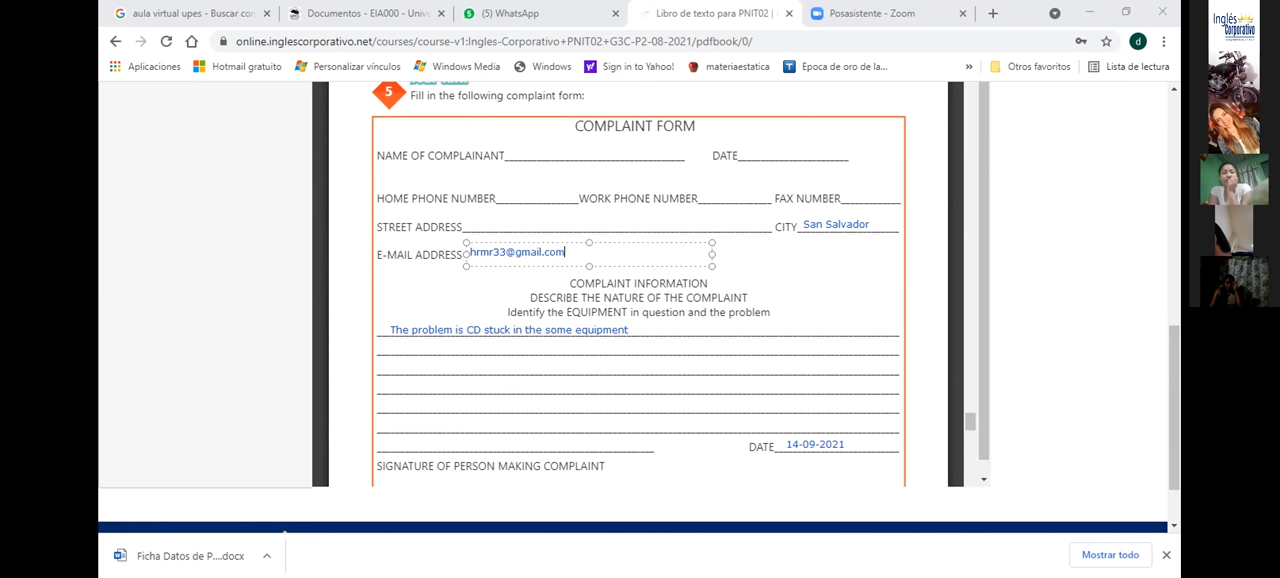 aula virtual upes - Buscar con
Documentos - EIA000 - Unive
(5) WhatsApp
Libro de texto para PNIT02 |
Posasistente - Zoom
online.inglescorporativo.net/courses/course-v1:Ingles-Corporativo+PNIT02+G3C-P2-08-2021/pdfbook/0/
d
Aplicaciones
Hotmail gratuito
Personalizar vínculos
Windows Media
Windows
Sign in to Yahoo!
materiaestatica
Epoca de oro de la...
»
Otros favoritos
Lista de lectura
Inglés
Corporativo
5
Fill in the following complaint form:
COMPLAINT FORM
NAME OF COMPLAINANT DATE
HOME PHONE NUMBER WORK PHONE NUMBER FAX NUMBER
STREET ADDRESS CITY San Salvador
E-MAIL ADDRESS hrmr33@gmail.com
COMPLAINT INFORMATION
DESCRIBE THE NATURE OF THE COMPLAINT
Identify the EQUIPMENT in question and the problem
The problem is CD stuck in the some equipment
DATE 14-09-2021
SIGNATURE OF PERSON MAKING COMPLAINT
Ficha Datos de P....docx
Mostrar todo